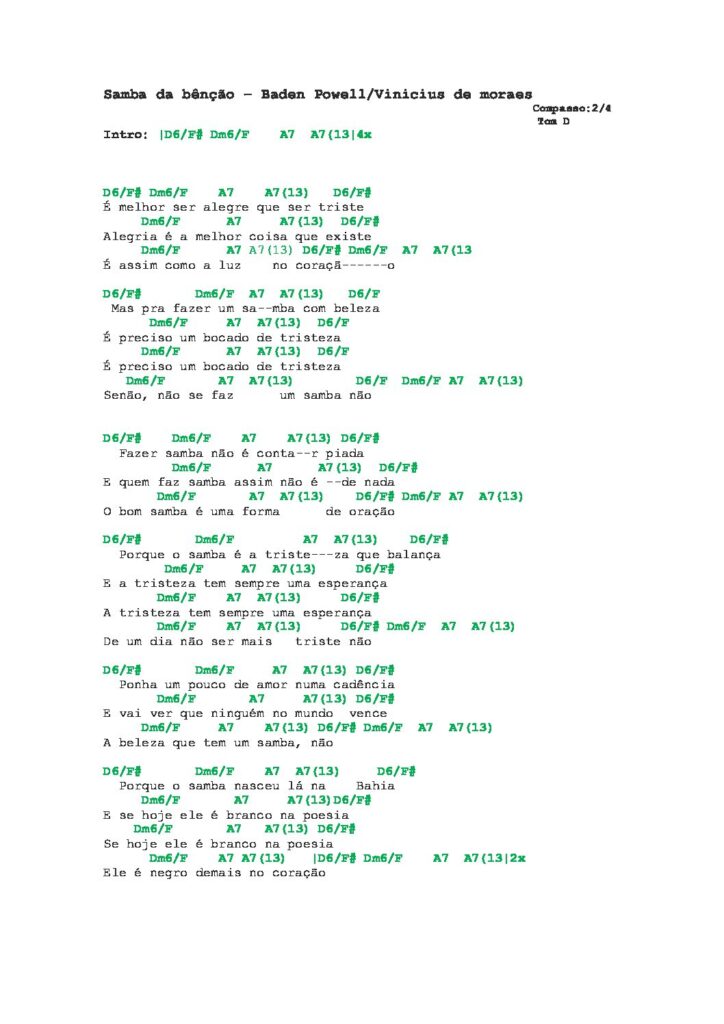 Samba da bênção – Baden Powell/Vinicius de moraes
Compasso:2/4
Tom D
Intro: |D6/F# Dm6/F    A7  A7(13|4x
D6/F# Dm6/F    A7    A7(13)   D6/F#
É melhor ser alegre que ser triste
Dm6/F      A7     A7(13)  D6/F#
Alegria é a melhor coisa que existe
Dm6/F      A7 A7(13) D6/F# Dm6/F  A7  A7(13
É assim como a luz    no coraçã------o
D6/F#       Dm6/F  A7  A7(13)   D6/F
Mas pra fazer um sa--mba com beleza
Dm6/F     A7  A7(13)  D6/F
É preciso um bocado de tristeza
Dm6/F     A7  A7(13)  D6/F
É preciso um bocado de tristeza
Dm6/F       A7  A7(13)        D6/F  Dm6/F A7  A7(13)
Senão, não se faz      um samba não
D6/F#    Dm6/F    A7    A7(13) D6/F#
Fazer samba não é conta--r piada
Dm6/F      A7      A7(13)  D6/F#
E quem faz samba assim não é --de nada
Dm6/F       A7  A7(13)    D6/F# Dm6/F A7  A7(13)
O bom samba é uma forma      de oração
D6/F#       Dm6/F         A7  A7(13)    D6/F#
Porque o samba é a triste---za que balança
Dm6/F     A7  A7(13)     D6/F#
E a tristeza tem sempre uma esperança
Dm6/F    A7  A7(13)     D6/F#
A tristeza tem sempre uma esperança
Dm6/F    A7  A7(13)     D6/F# Dm6/F  A7  A7(13)
De um dia não ser mais   triste não
D6/F#       Dm6/F     A7  A7(13) D6/F#
Ponha um pouco de amor numa cadência
Dm6/F       A7     A7(13) D6/F#
E vai ver que ninguém no mundo  vence
Dm6/F     A7    A7(13) D6/F# Dm6/F  A7  A7(13)
A beleza que tem um samba, não
D6/F#       Dm6/F    A7  A7(13)     D6/F#
Porque o samba nasceu lá na    Bahia
Dm6/F       A7     A7(13)D6/F#
E se hoje ele é branco na poesia
Dm6/F       A7   A7(13) D6/F#
Se hoje ele é branco na poesia
Dm6/F    A7 A7(13)    |D6/F# Dm6/F    A7  A7(13|2x
Ele é negro demais no coração